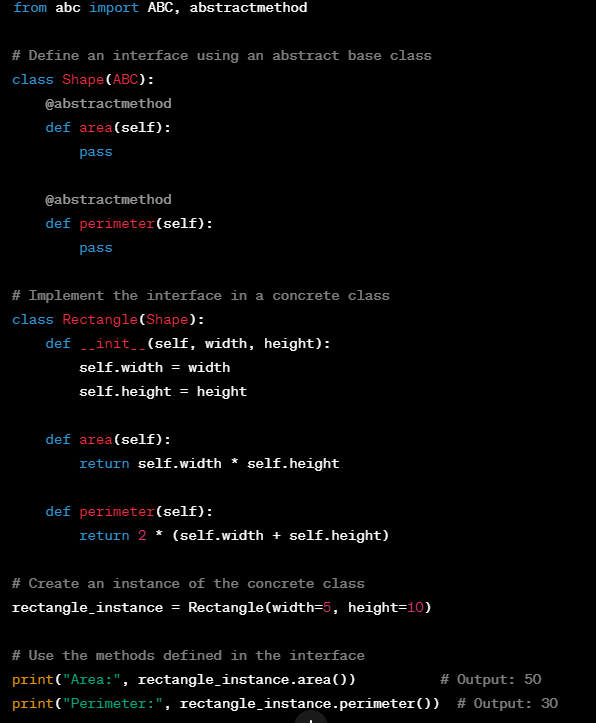 from abc import ABC, abstractmethod

# Define an interface using an abstract base class
class Shape(ABC):
    @abstractmethod
    def area(self):
        pass

    @abstractmethod
    def perimeter(self):
        pass

# Implement the interface in a concrete class
class Rectangle(Shape):
    def __init__(self, width, height):
        self.width = width
        self.height = height

    def area(self):
        return self.width * self.height

    def perimeter(self):
        return 2 * (self.width + self.height)

# Create an instance of the concrete class
rectangle_instance = Rectangle(width=5, height=10)

# Use the methods defined in the interface
print("Area:", rectangle_instance.area())          # Output: 50
print("Perimeter:", rectangle_instance.perimeter())  # Output: 30